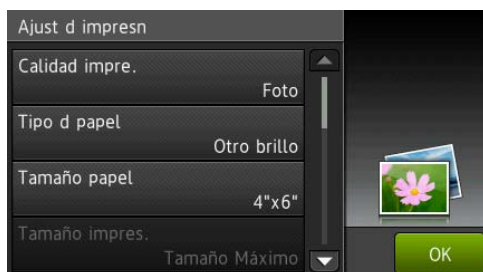 Ajust d impresn
Calidad impre.
Foto
Tipo d papel
Otro brillo
Tamaño papel
4"x6"
Tamaño impres.
Tamaño Máximo
OK